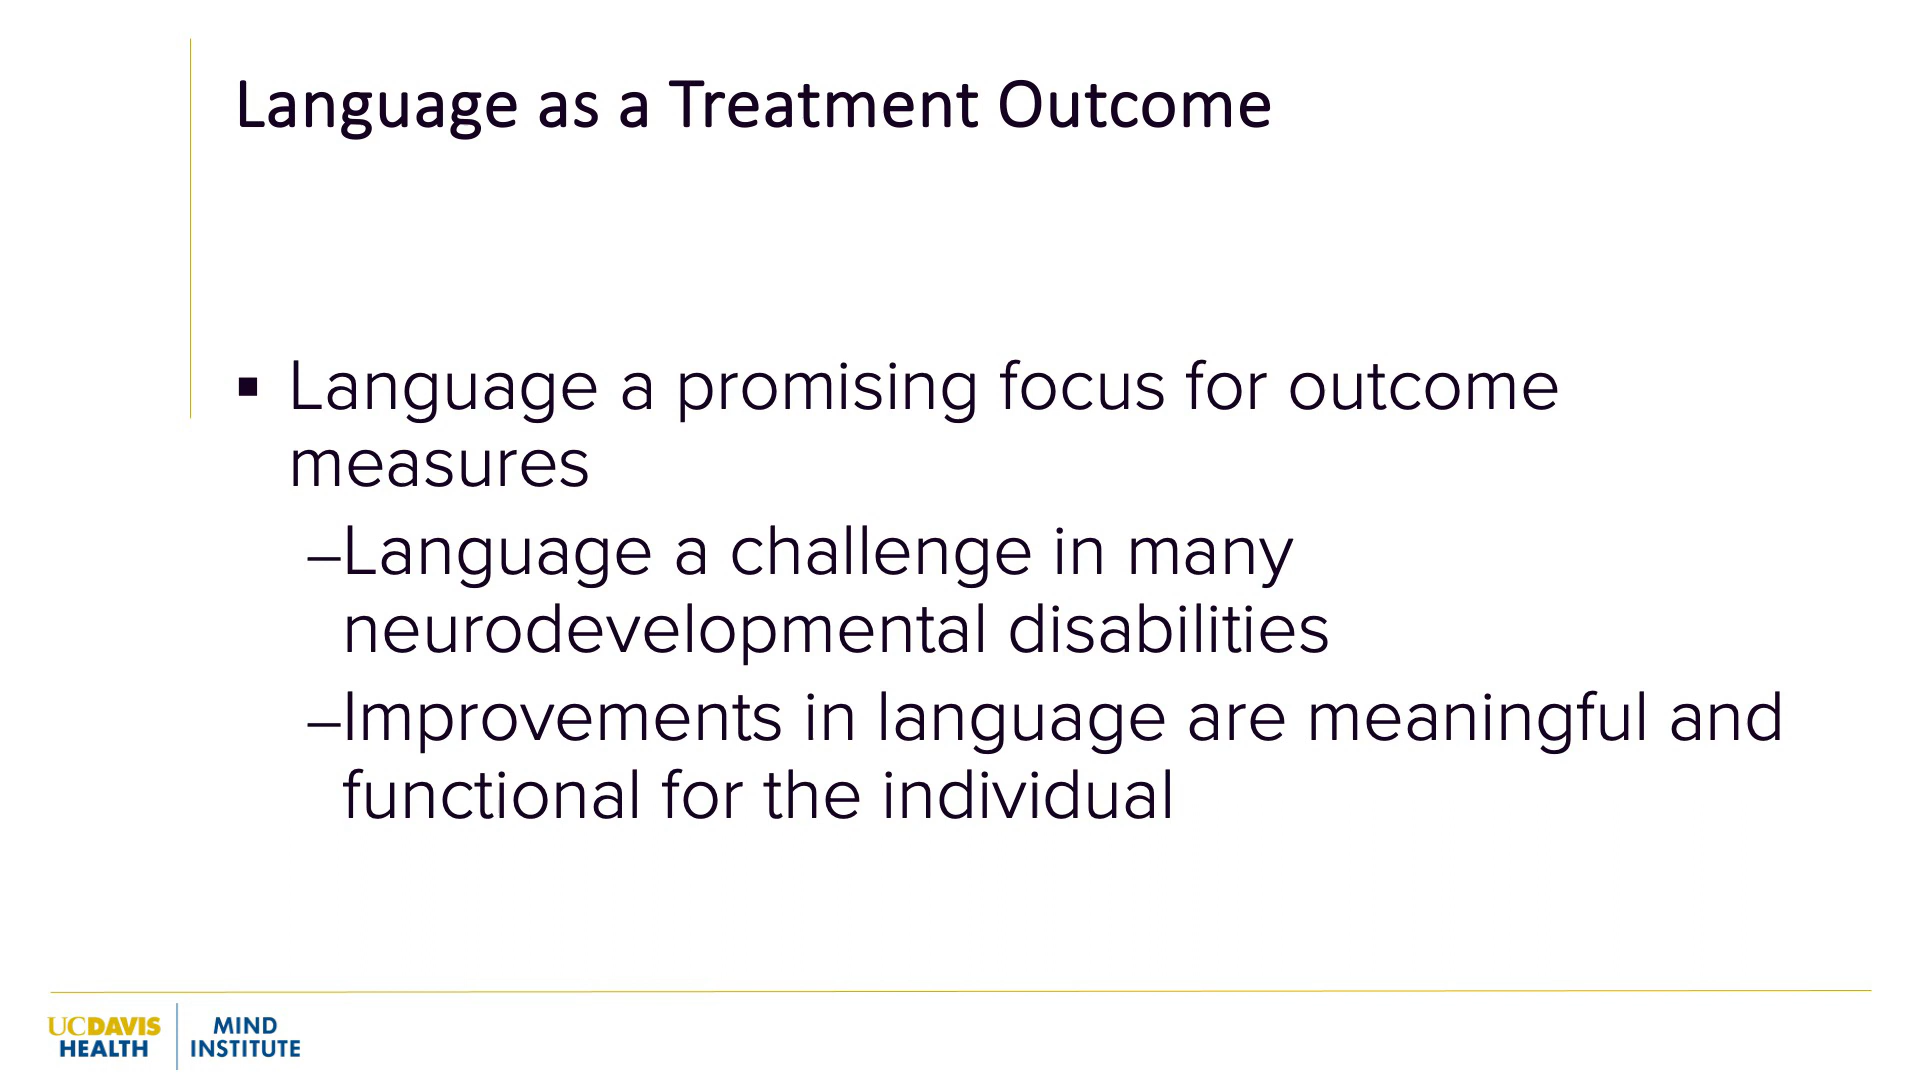 Language as a Treatment Outcome
▪ Language a promising focus for outcome
measures
–Language a challenge in many
neurodevelopmental disabilities
–Improvements in language are meaningful and
functional for the individual
UCDAVIS
HEALTH
MIND
INSTITUTE